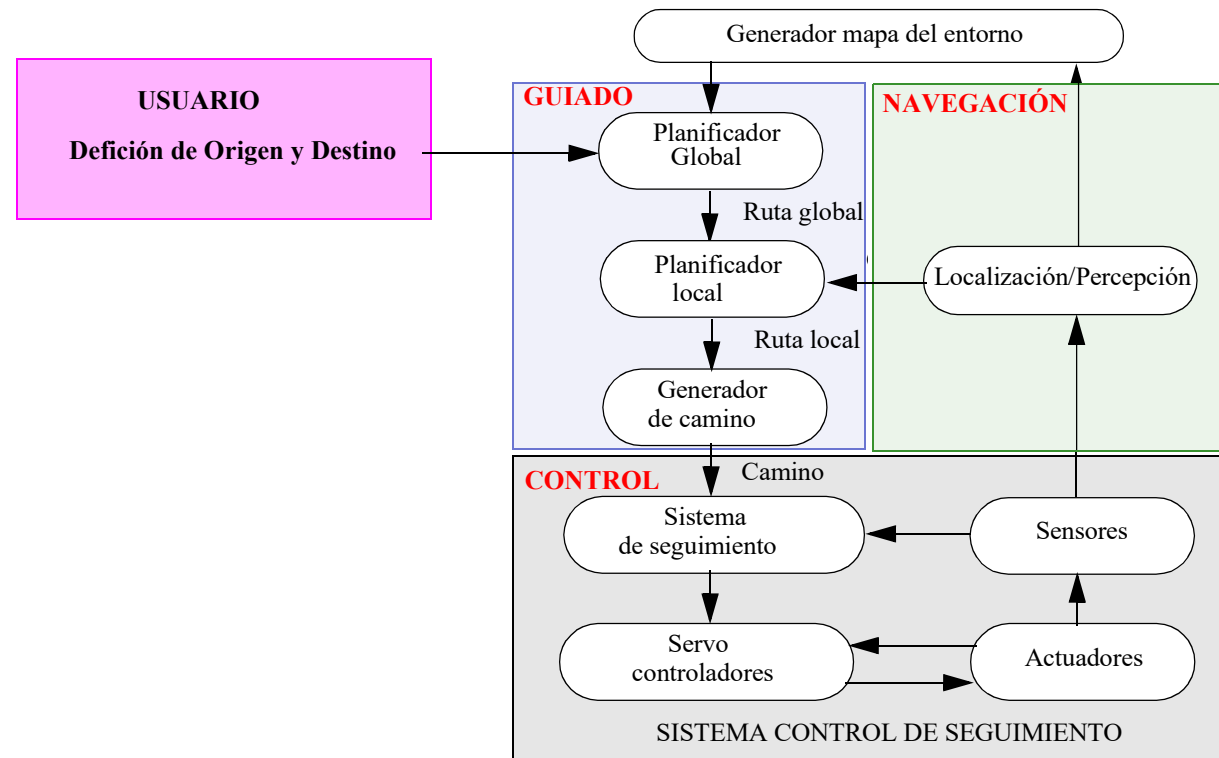 Generador mapa del entorno
USUARIO
Defición de Origen y Destino
GUIADO
NAVEGACIÓN
Planificador
Global
Ruta global
Planificador
local
Localización/Percepción
Ruta local
Generador
de camino
CONTROL
Camino
Sistema
de seguimiento
Sensores
Servo
controladores
Actuadores
SISTEMA CONTROL DE SEGUIMIENTO